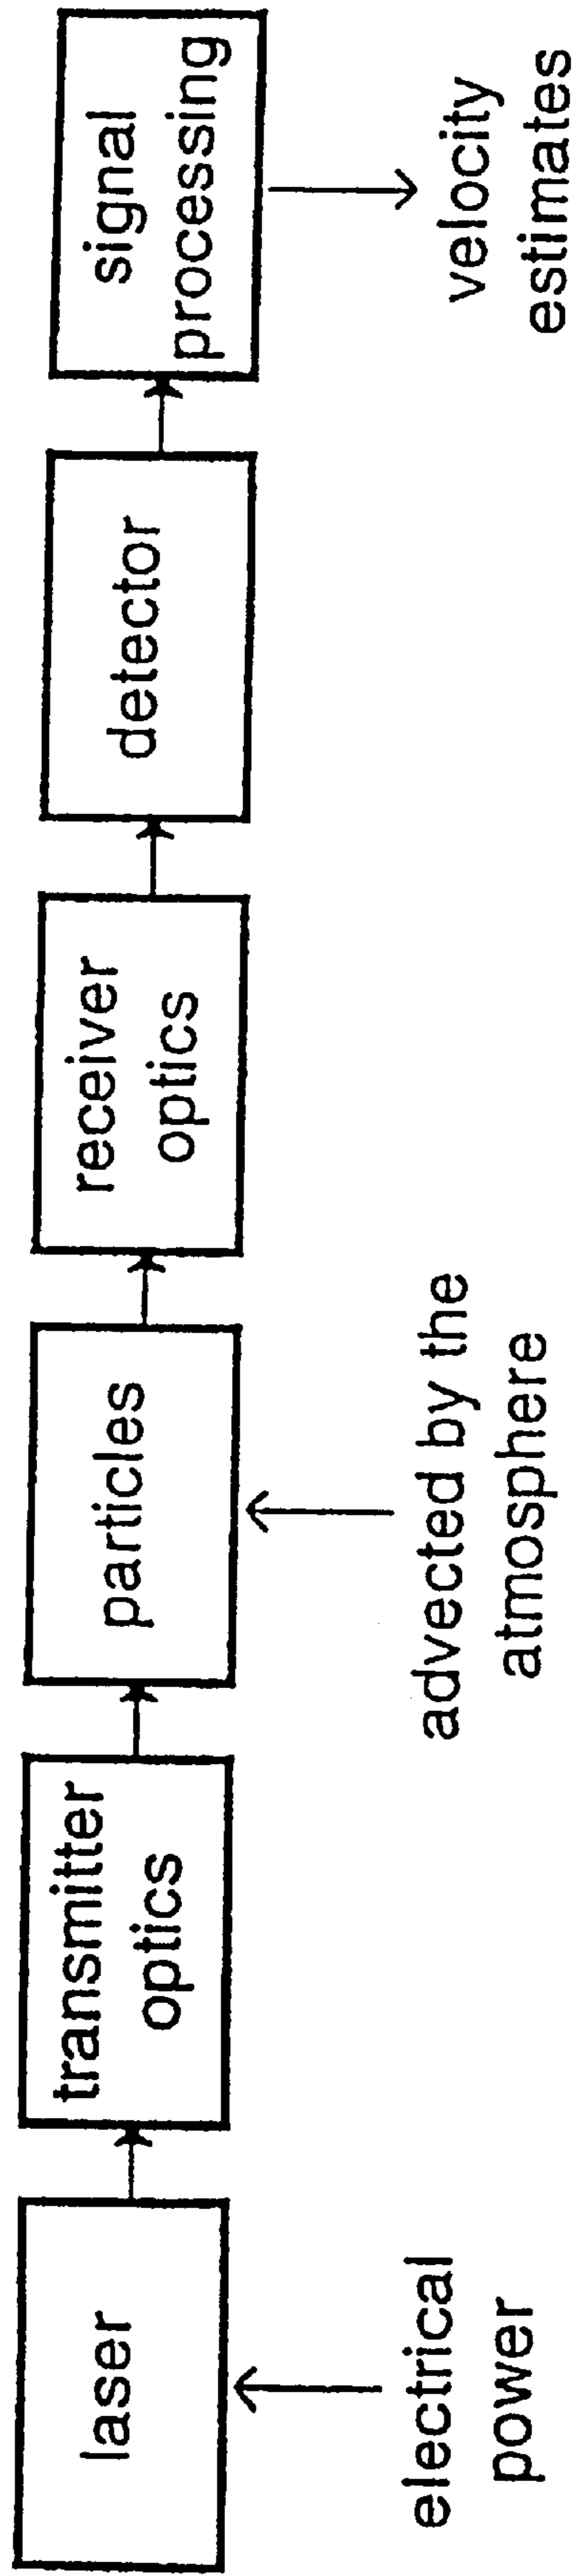 laser
transmitter
optics
particles
receiver
optics
detector
signal
processing
electrical
power
advected by the
atmosphere
velocity
estimates